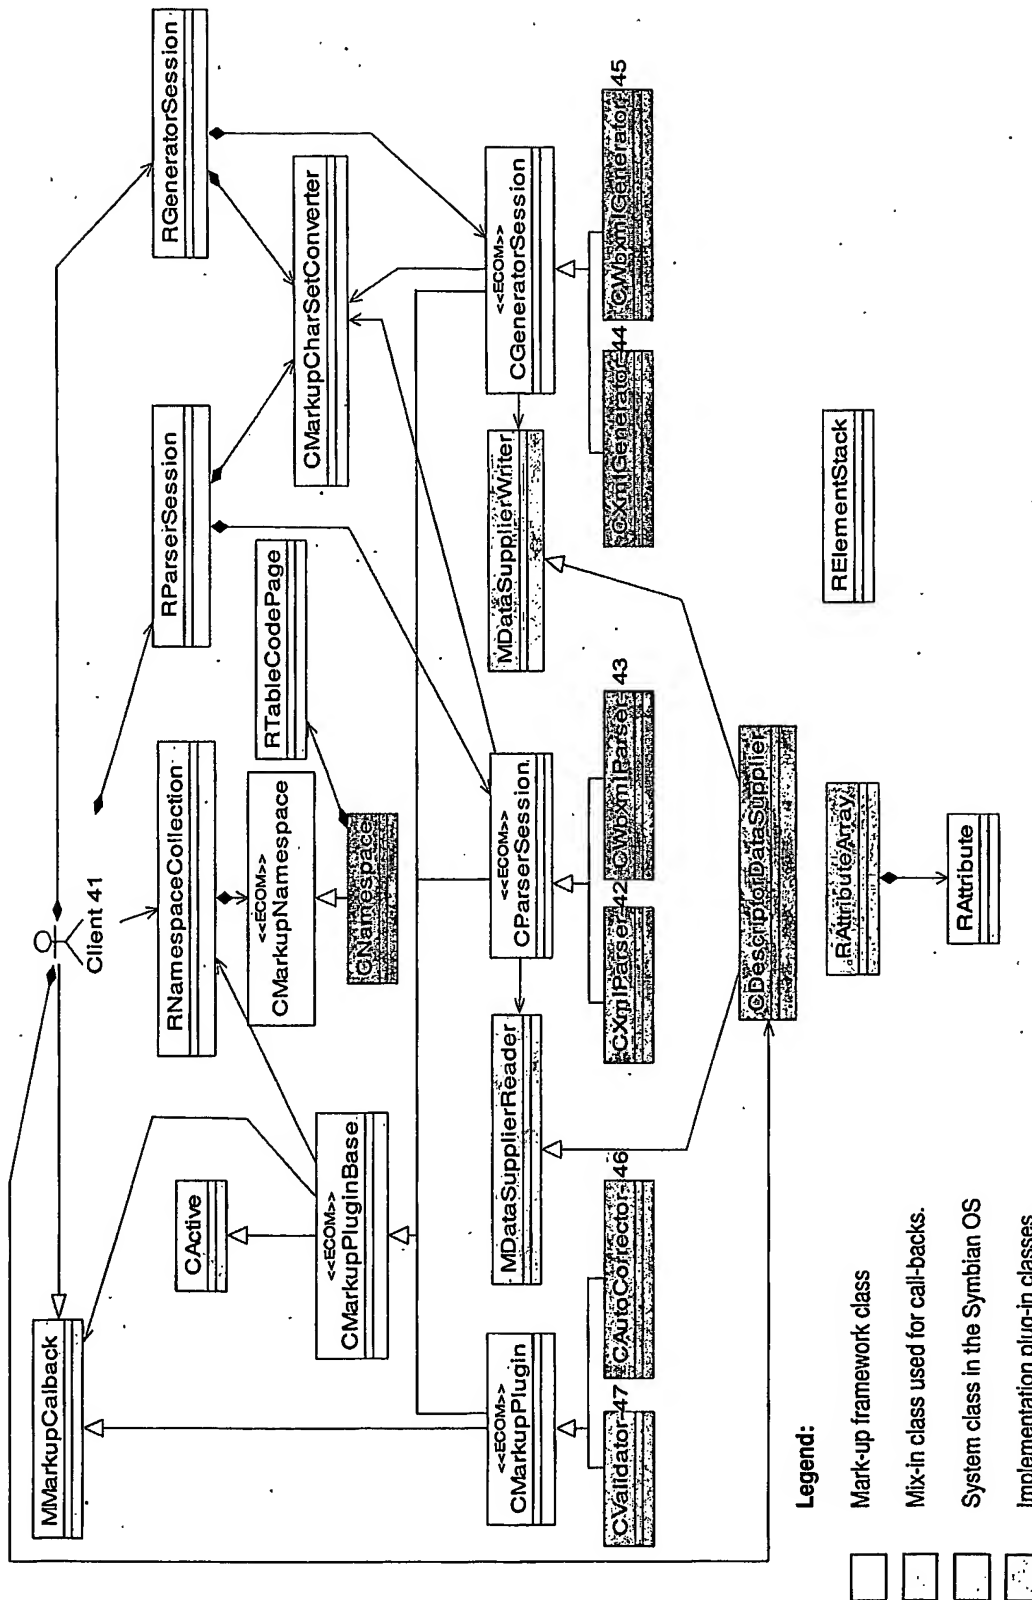 MMarkupCalback
Client 41
RNamespaceCollection
RParserSession
RGeneratorSession
CActive
<<ECOM>>
CMarkupNamespace
RTableCodePage
CMarkupCharSetConverter
<<ECOM>>
CMarkupPluginBase
CNamespace
<<ECOM>>
CMarkupPlugin
MDataSupplierReader
<<ECOM>>
CParserSession
MDataSupplierWriter
<<ECOM>>
CGeneratorSession
CValidator 47
CAutoCorrector 46
CXmlParser 42
CWbxmlParser 43
CXmlGenerator 44
CWbxmlGenerator 45
CDescriptorDataSupplier
RAttributeArray
RElementStack
RAttribute
Legend:
Mark-up framework class
Mix-in class used for call-backs.
System class in the Symbian OS
Implementation plug-in classes